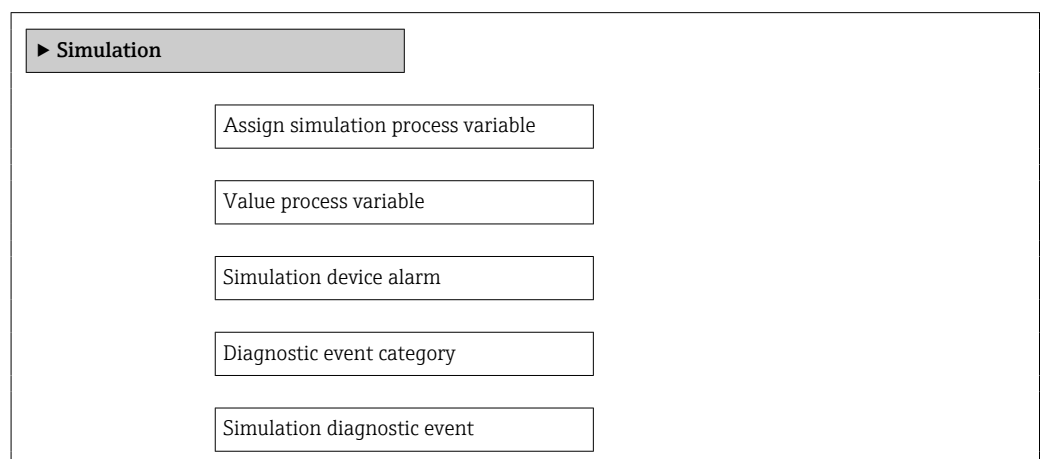 ▶ Simulation
Assign simulation process variable
Value process variable
Simulation device alarm
Diagnostic event category
Simulation diagnostic event